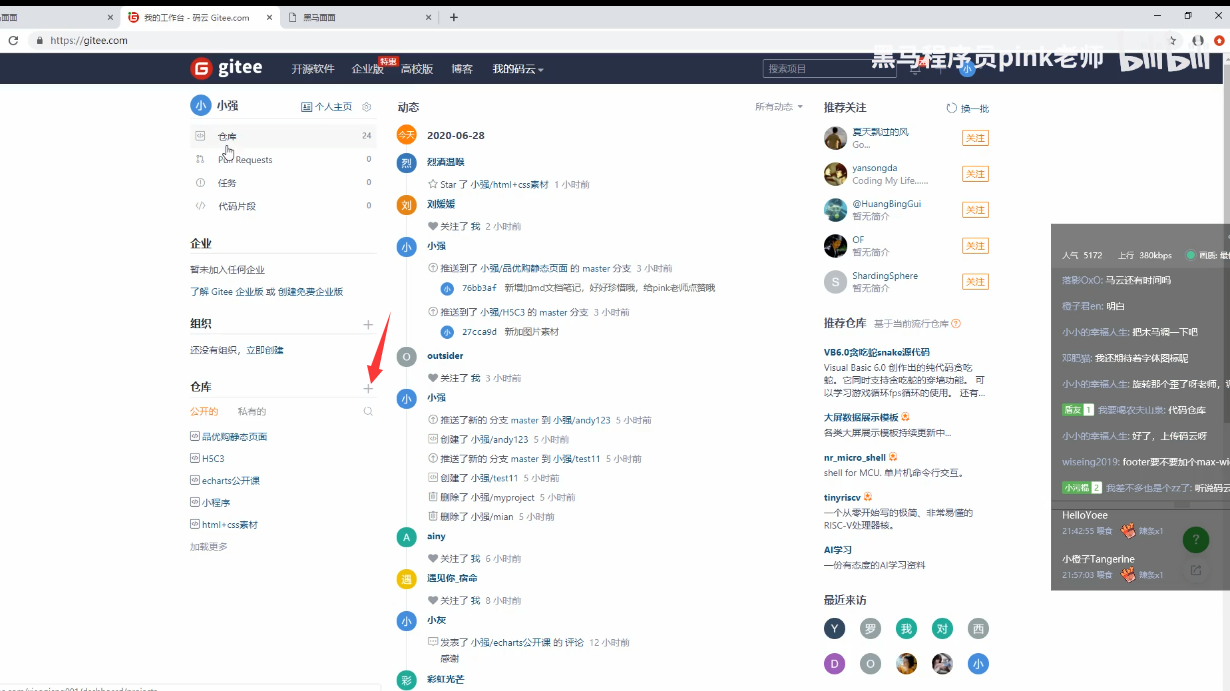 我的工作台 - 码云 Gitee.com
黑马面面
https://gitee.com
黑马程序员pink老师
bilibili
gitee
开源软件
企业版
特惠
高校版
博客
我的码云
搜索项目
小
小 小强
个人主页
仓库 24
Pull Requests 0
任务 0
代码片段 0
企业
暂未加入任何企业
了解 Gitee 企业版 或 创建免费企业版
组织
还没有组织，立即创建
仓库
公开的 私有的
品优购静态页面
H5C3
echarts公开课
小程序
html+css素材
加载更多
动态
所有动态
今天 2020-06-28
烈 烈酒温喉
Star 了 小强/html+css素材 1 小时前
刘 刘媛媛
关注了 我 2 小时前
小 小强
推送到了 小强/品优购静态页面 的 master 分支 3 小时前
小 76bb3af 新增加md文档笔记，好好珍惜哦，给pink老师点赞哦
推送到了 小强/H5C3 的 master 分支 3 小时前
小 27cca9d 新加图片素材
O outsider
关注了 我 3 小时前
小 小强
推送了新的 分支 master 到 小强/andy123 5 小时前
创建了 小强/andy123 5 小时前
推送了新的 分支 master 到 小强/test11 5 小时前
创建了 小强/test11 5 小时前
删除了 小强/myproject 5 小时前
删除了 小强/mian 5 小时前
A ainy
关注了 我 6 小时前
遇 遇见你_宿命
关注了 我 8 小时前
小 小灰
发表了 小强/echarts公开课 的 评论 12 小时前
感谢
彩 彩虹光芒
推荐关注
换一批
夏天飘过的风
Go...
关注
yansongda
Coding My Life......
关注
@HuangBingGui
暂无简介
关注
OF
暂无简介
关注
S ShardingSphere
暂无简介
关注
推荐仓库 基于当前流行仓库
VB6.0贪吃蛇snake源代码
Visual Basic 6.0 创作出的纯代码贪吃
蛇。它同时支持贪吃蛇的穿墙功能。 可
以学习游戏循环fps循环的使用。 还有...
大屏数据展示模板
各类大屏展示模板持续更新中...
nr_micro_shell
shell for MCU. 单片机命令行交互。
tinyriscv
一个从零开始写的极简、非常易懂的
RISC-V处理器核。
AI学习
一份有态度的AI学习资料
最近来访
Y 罗 我 对 西
D O 小
人气 5172 上行 380kbps 画质: 最
落影OxO: 马云还有时间吗
橙子君en: 明白
小小的幸福人生: 把木马调一下吧
邓肥猫: 我还期待着字体图标呢
小小的幸福人生: 旋转那个歪了呀老师，
盾友 1 我要喝农夫山泉: 代码仓库
小小的幸福人生: 好了，上传码云呀
wiseing2019: footer要不要加个max-wi
2 我差不多也是个zz了: 听说码云
HelloYoee
21:42:55 喂食 辣条x1
小橙子Tangerine
21:57:03 喂食 辣条x1